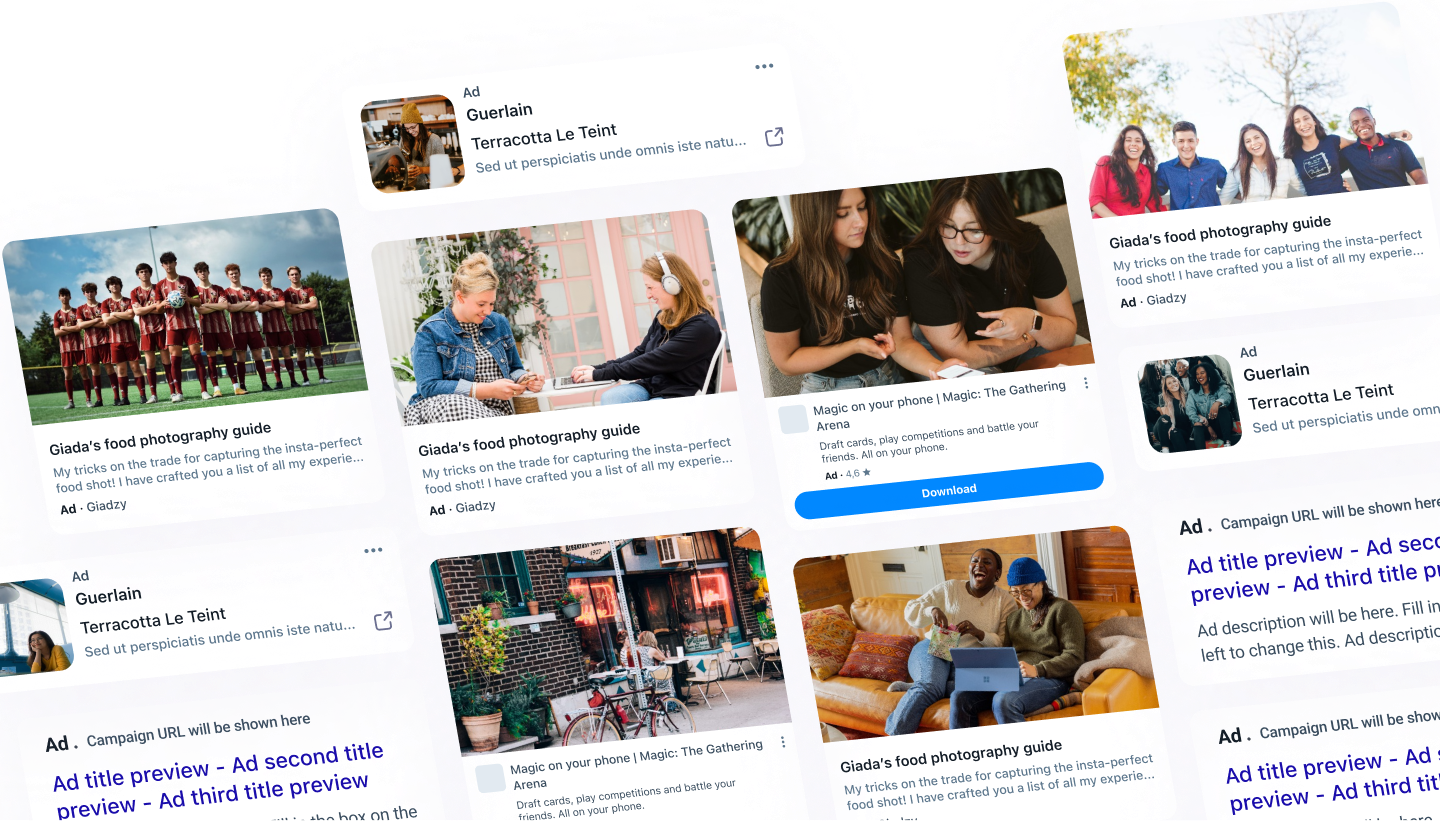 Ad
Guerlain
Terracotta Le Teint
Sed ut perspiciatis unde omnis iste natu...
Giada's food photography guide
My tricks on the trade for capturing the insta-perfect
food shot! I have crafted you a list of all my experie...
Ad · Giadzy
Giada's food photography guide
My tricks on the trade for capturing the insta-perfect
food shot! I have crafted you a list of all my experie...
Ad · Giadzy
Giada's food photography guide
My tricks on the trade for capturing the insta-perfect
food shot! I have crafted you a list of all my experie...
Ad · Giadzy
Magic on your phone | Magic: The Gathering
Arena
Draft cards, play competitions and battle your
friends. All on your phone.
Ad · 4,6 ★
Download
Ad
Guerlain
Terracotta Le Teint
Sed ut perspiciatis unde om
Ad
Guerlain
Terracotta Le Teint
Sed ut perspiciatis unde omnis iste natu...
1927
Magic on your phone | Magic: The Gathering
Arena
Draft cards, play competitions and battle your
friends. All on your phone.
Giada's food photography guide
My tricks on the trade for capturing the insta-perfect
food shot! I have crafted you a list of all my experie...
Ad . Campaign URL will be shown here
Ad title preview - Ad seco
preview - Ad third title pr
Ad description will be here. Fill in
left to change this. Ad descriptio
Ad . Campaign URL will be shown here
Ad title preview - Ad second title
preview - Ad third title preview
the box on the
Ad . Campaign URL will be show
Ad title preview - Ad s
preview - Ad third tit